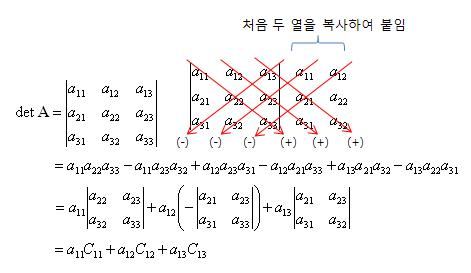 처음 두 열을 복사하여 붙임
det A = | a₁₁ a₁₂ a₁₃ | | a₁₁ a₁₂ a₁₃ | a₁₁ a₁₂
| a₂₁ a₂₂ a₂₃ | | a₂₁ a₂₂ a₂₃ | a₂₁ a₂₂
| a₃₁ a₃₂ a₃₃ | | a₃₁ a₃₂ a₃₃ | a₃₁ a₃₂
(-) (-) (-) (+) (+) (+)
= a₁₁a₂₂a₃₃ − a₁₁a₂₃a₃₂ + a₁₂a₂₃a₃₁ − a₁₂a₂₁a₃₃ + a₁₃a₂₁a₃₂ − a₁₃a₂₂a₃₁
= a₁₁ | a₂₂ a₂₃ | + a₁₂ ( − | a₂₁ a₂₃ | ) + a₁₃ | a₂₁ a₂₂ |
| a₃₂ a₃₃ | | a₃₁ a₃₃ | | a₃₁ a₃₂ |
= a₁₁C₁₁ + a₁₂C₁₂ + a₁₃C₁₃